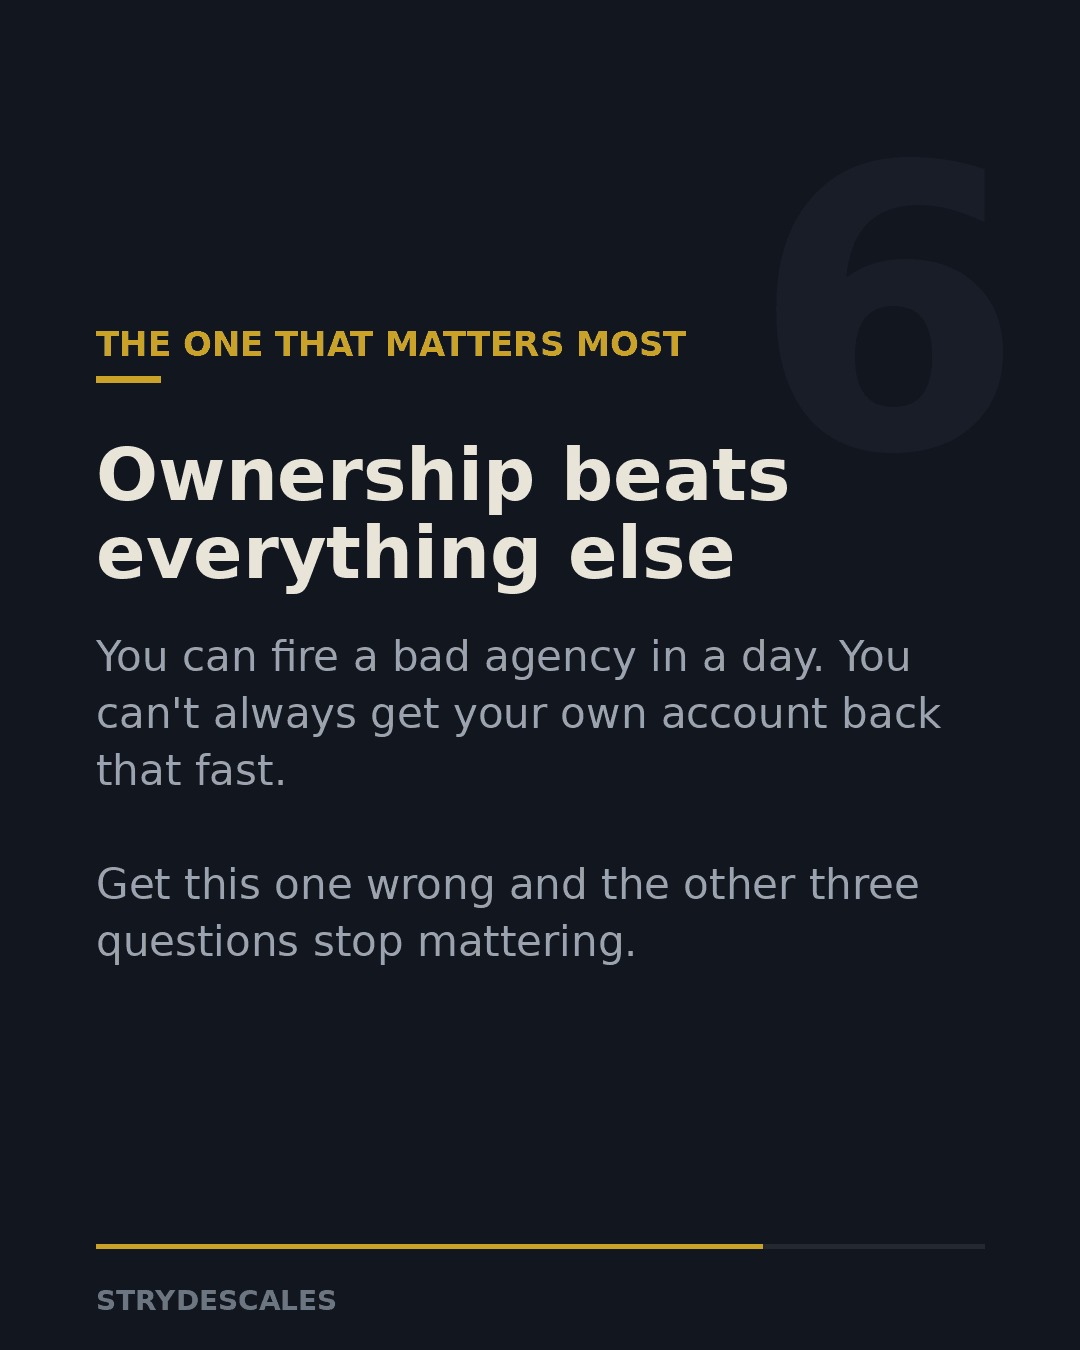 6
THE ONE THAT MATTERS MOST
Ownership beats
everything else
You can fire a bad agency in a day. You
can't always get your own account back
that fast.
Get this one wrong and the other three
questions stop mattering.
STRYDESCALES